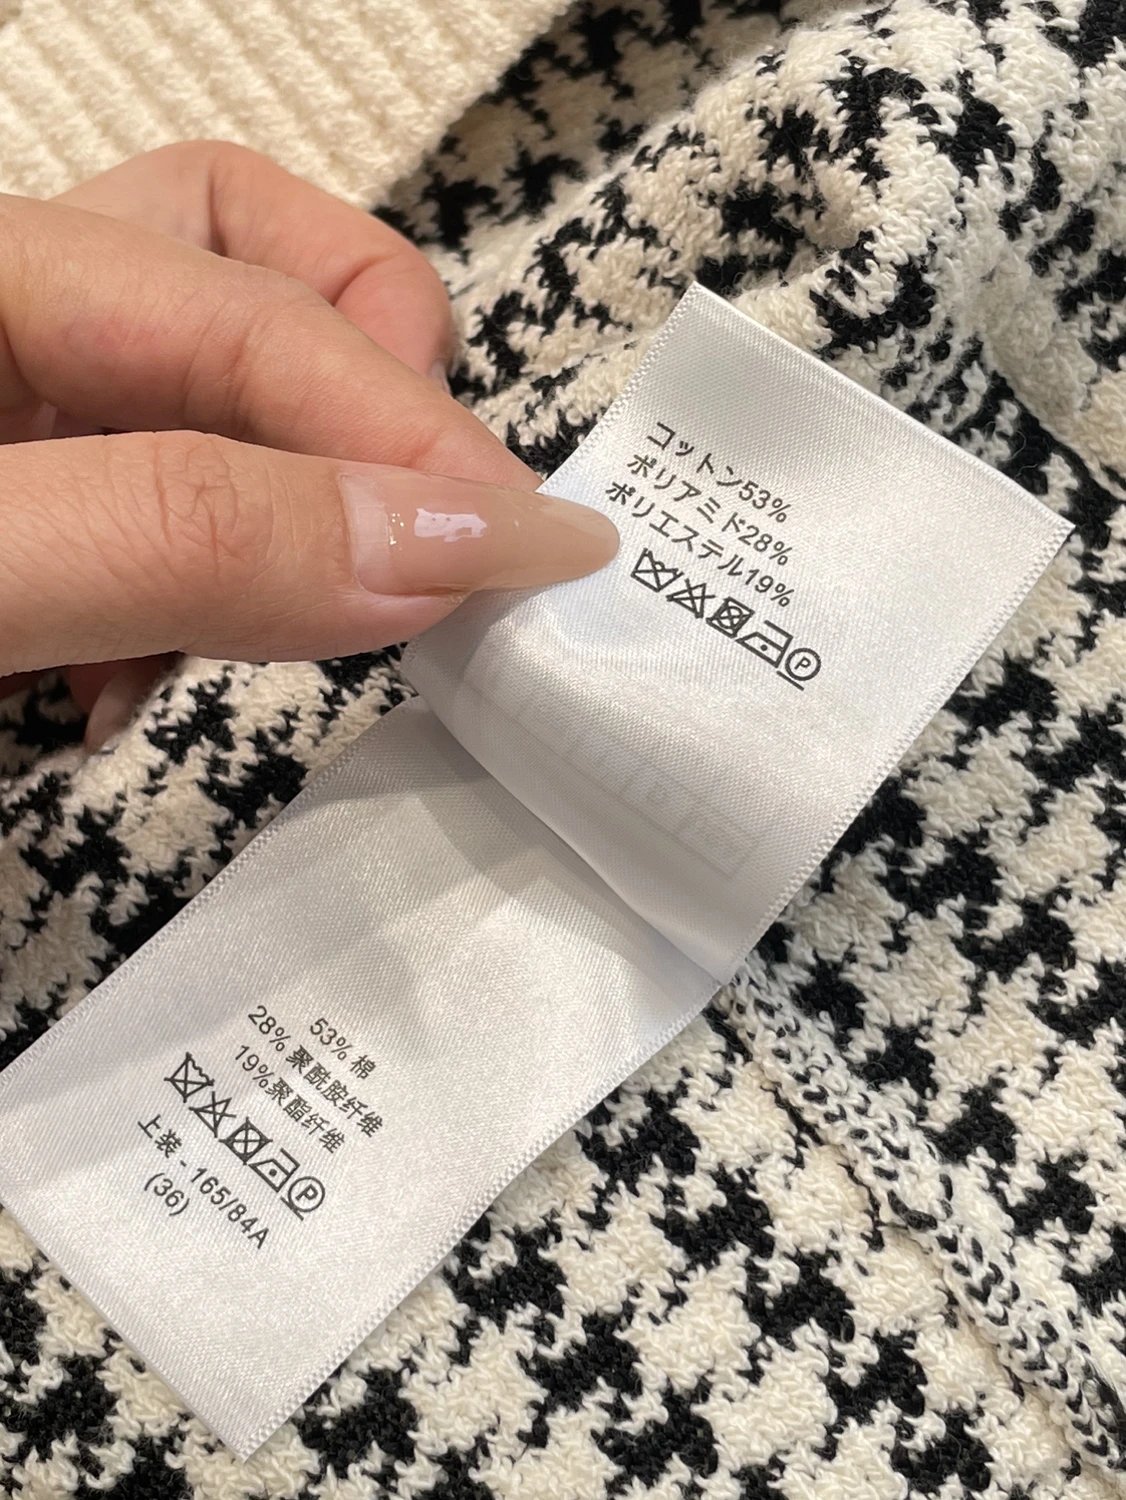 コットン53%
ポリアミド28%
ポリエステル19%
P
53% 棉
28% 聚酰胺纤维
19%聚酯纤维
P
上装 - 165/84A
(36)